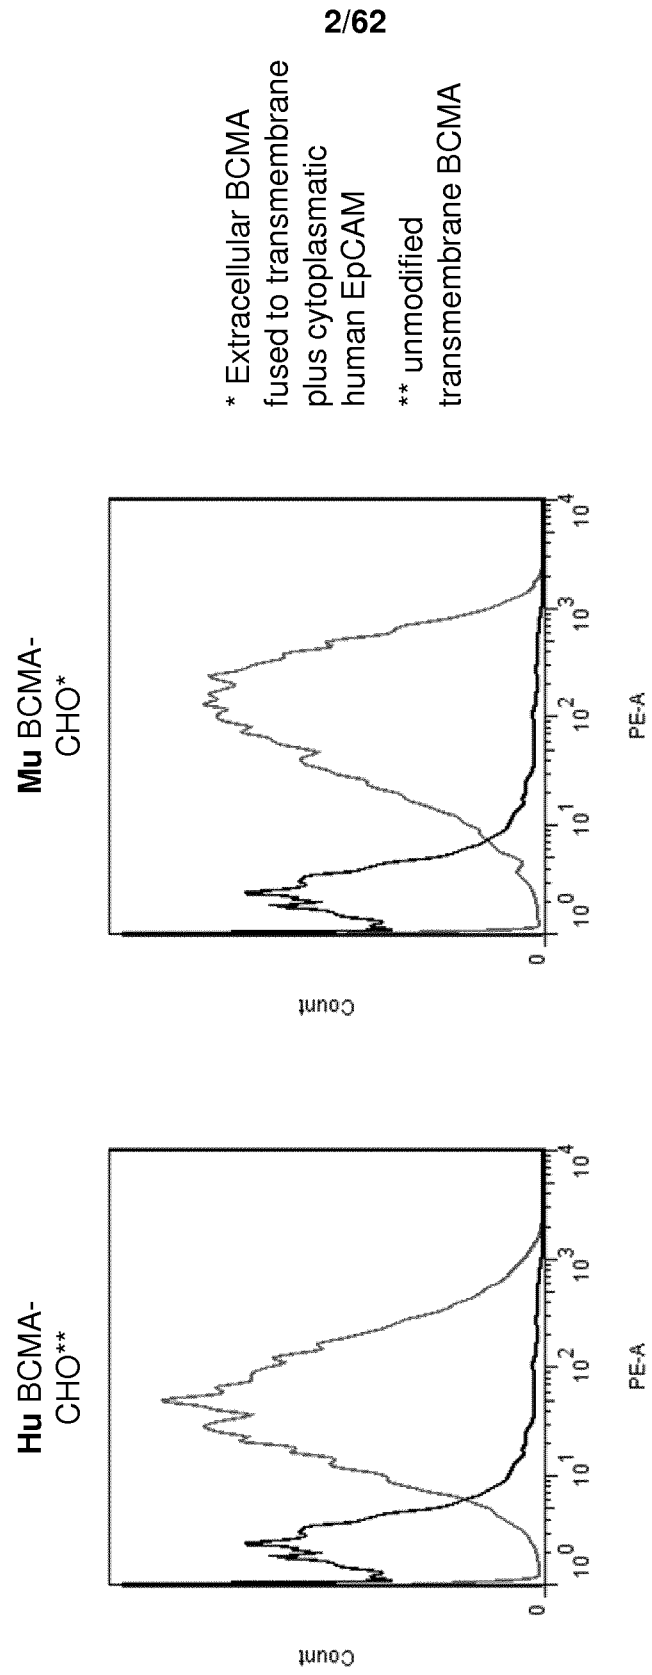 2/62
Hu BCMA-
CHO**
Count
0
10^0 10^1 10^2 10^3 10^4
PE-A
Mu BCMA-
CHO*
Count
0
10^0 10^1 10^2 10^3 10^4
PE-A
* Extracellular BCMA
fused to transmembrane
plus cytoplasmatic
human EpCAM
** unmodified
transmembrane BCMA